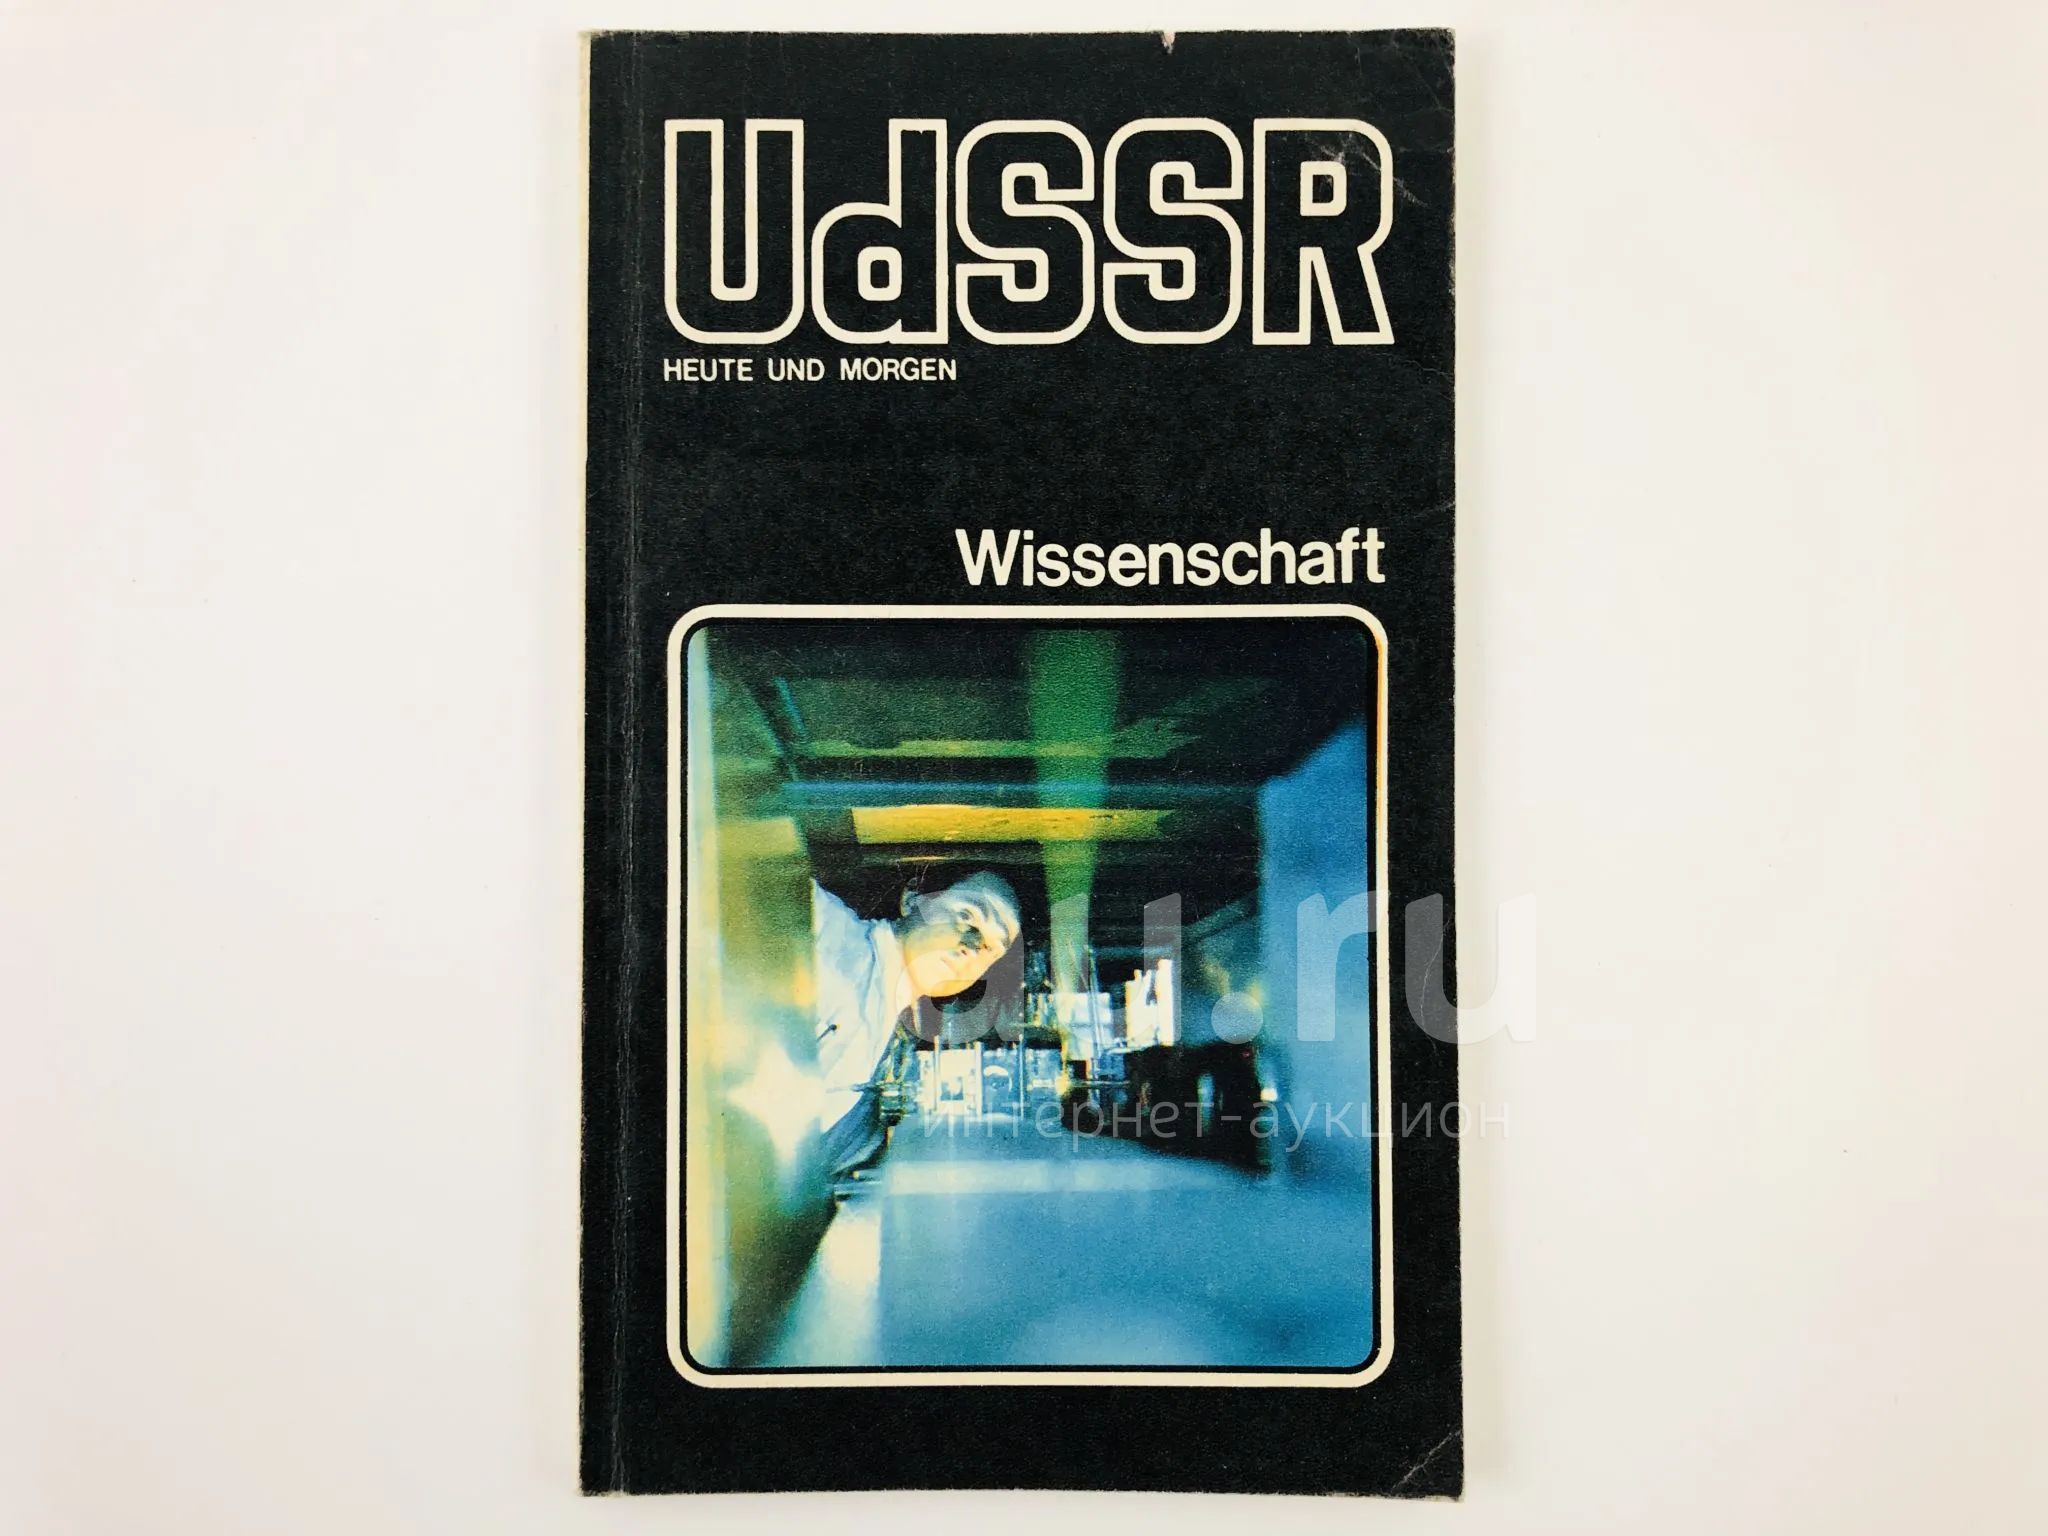 UdSSR
HEUTE UND MORGEN
Wissenschaft
au.ru
интернет-аукцион